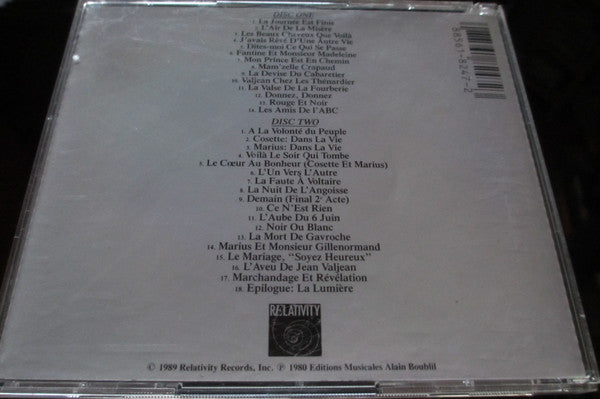 DISC ONE
1. La Journée Est Finie
2. L'Air De La Misère
3. Les Beaux Cheveux Que Voilà
4. J'avais Rêvé D'Une Autre Vie
5. Dites-moi Ce Qui Se Passe
6. Fantine Et Monsieur Madeleine
7. Mon Prince Est En Chemin
8. Mam'zelle Crapaud
9. La Devise Du Cabaretier
10. Valjean Chez Les Thénardier
11. La Valse De La Fourberie
12. Donnez, Donnez
13. Rouge Et Noir
14. Les Amis De l'ABC
DISC TWO
1. A La Volonté du Peuple
2. Cosette: Dans La Vie
3. Marius: Dans La Vie
4. Voilà Le Soir Qui Tombe
5. Le Cœur Au Bonheur (Cosette Et Marius)
6. L'Un Vers L'Autre
7. La Faute À Voltaire
8. La Nuit De L'Angoisse
9. Demain (Final 2e Acte)
10. Ce N'Est Rien
11. L'Aube Du 6 Juin
12. Noir Ou Blanc
13. La Mort De Gavroche
14. Marius Et Monsieur Gillenormand
15. Le Mariage, "Soyez Heureux"
16. L'Aveu De Jean Valjean
17. Marchandage Et Révélation
18. Epilogue: La Lumière
RELATIVITY
© 1989 Relativity Records, Inc. ℗ 1980 Editions Musicales Alain Boublil
88561-8247-2